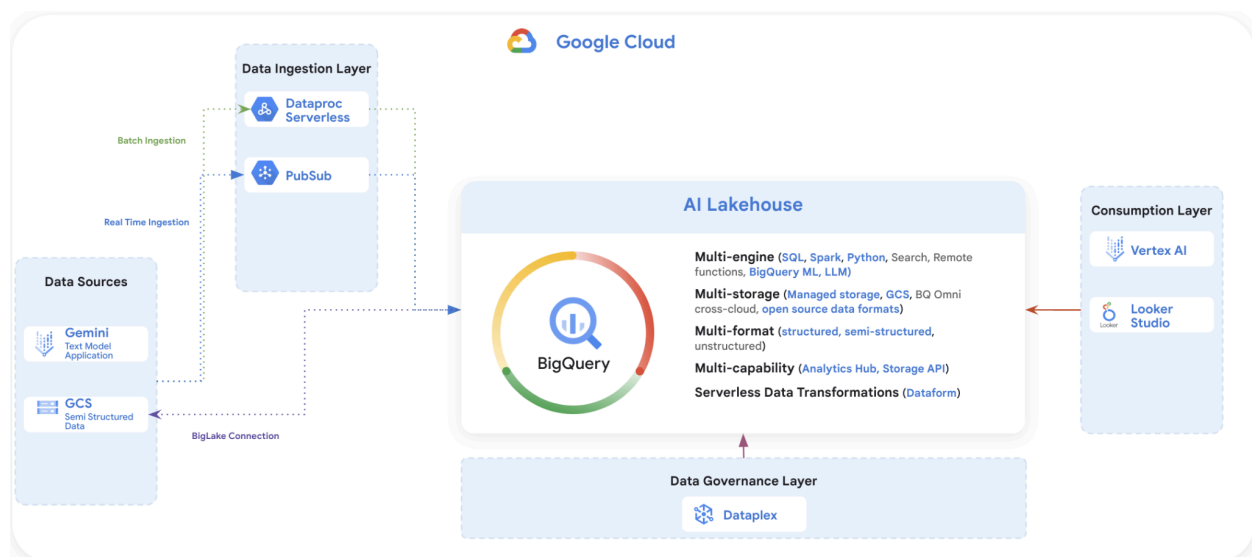 Google Cloud
Data Ingestion Layer
Dataproc
Serverless
PubSub
Batch Ingestion
Real Time Ingestion
Data Sources
Gemini
Text Model
Application
GCS
Semi Structured
Data
BigLake Connection
AI Lakehouse
BigQuery
Multi-engine (SQL, Spark, Python, Search, Remote
functions, BigQuery ML, LLM)
Multi-storage (Managed storage, GCS, BQ Omni
cross-cloud, open source data formats)
Multi-format (structured, semi-structured,
unstructured)
Multi-capability (Analytics Hub, Storage API)
Serverless Data Transformations (Dataform)
Consumption Layer
Vertex AI
Looker
Looker
Studio
Data Governance Layer
Dataplex